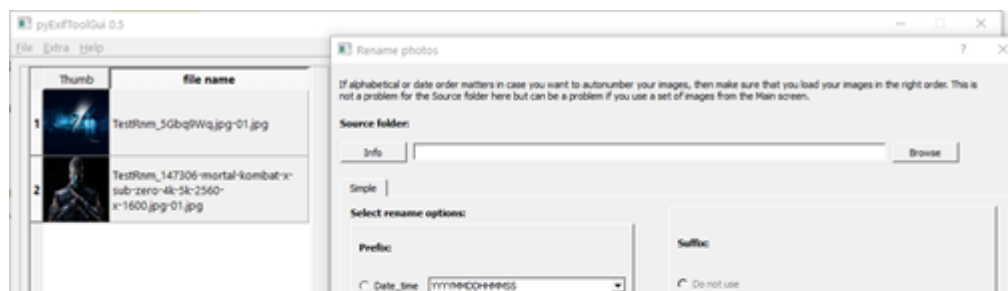 pyExifToolGui 0.5
File Extra Help
Rename photos
Thumb file name
If alphabetical or date order matters in case you want to autonumber your images, then make sure that you load your images in the right order. This is
not a problem for the Source folder here but can be a problem if you use a set of images from the Main screen.
Source folder:
Info Browse
1 TestRnm_5Gbq9Wq.jpg-01.jpg
2 TestRnm_147306-mortal-kombat-x-
sub-zero-4k-5k-2560-
x-1600.jpg-01.jpg
Simple
Select rename options:
Prefix:
Suffix:
Date_time YYYYMMDDHHMMSS
Do not use